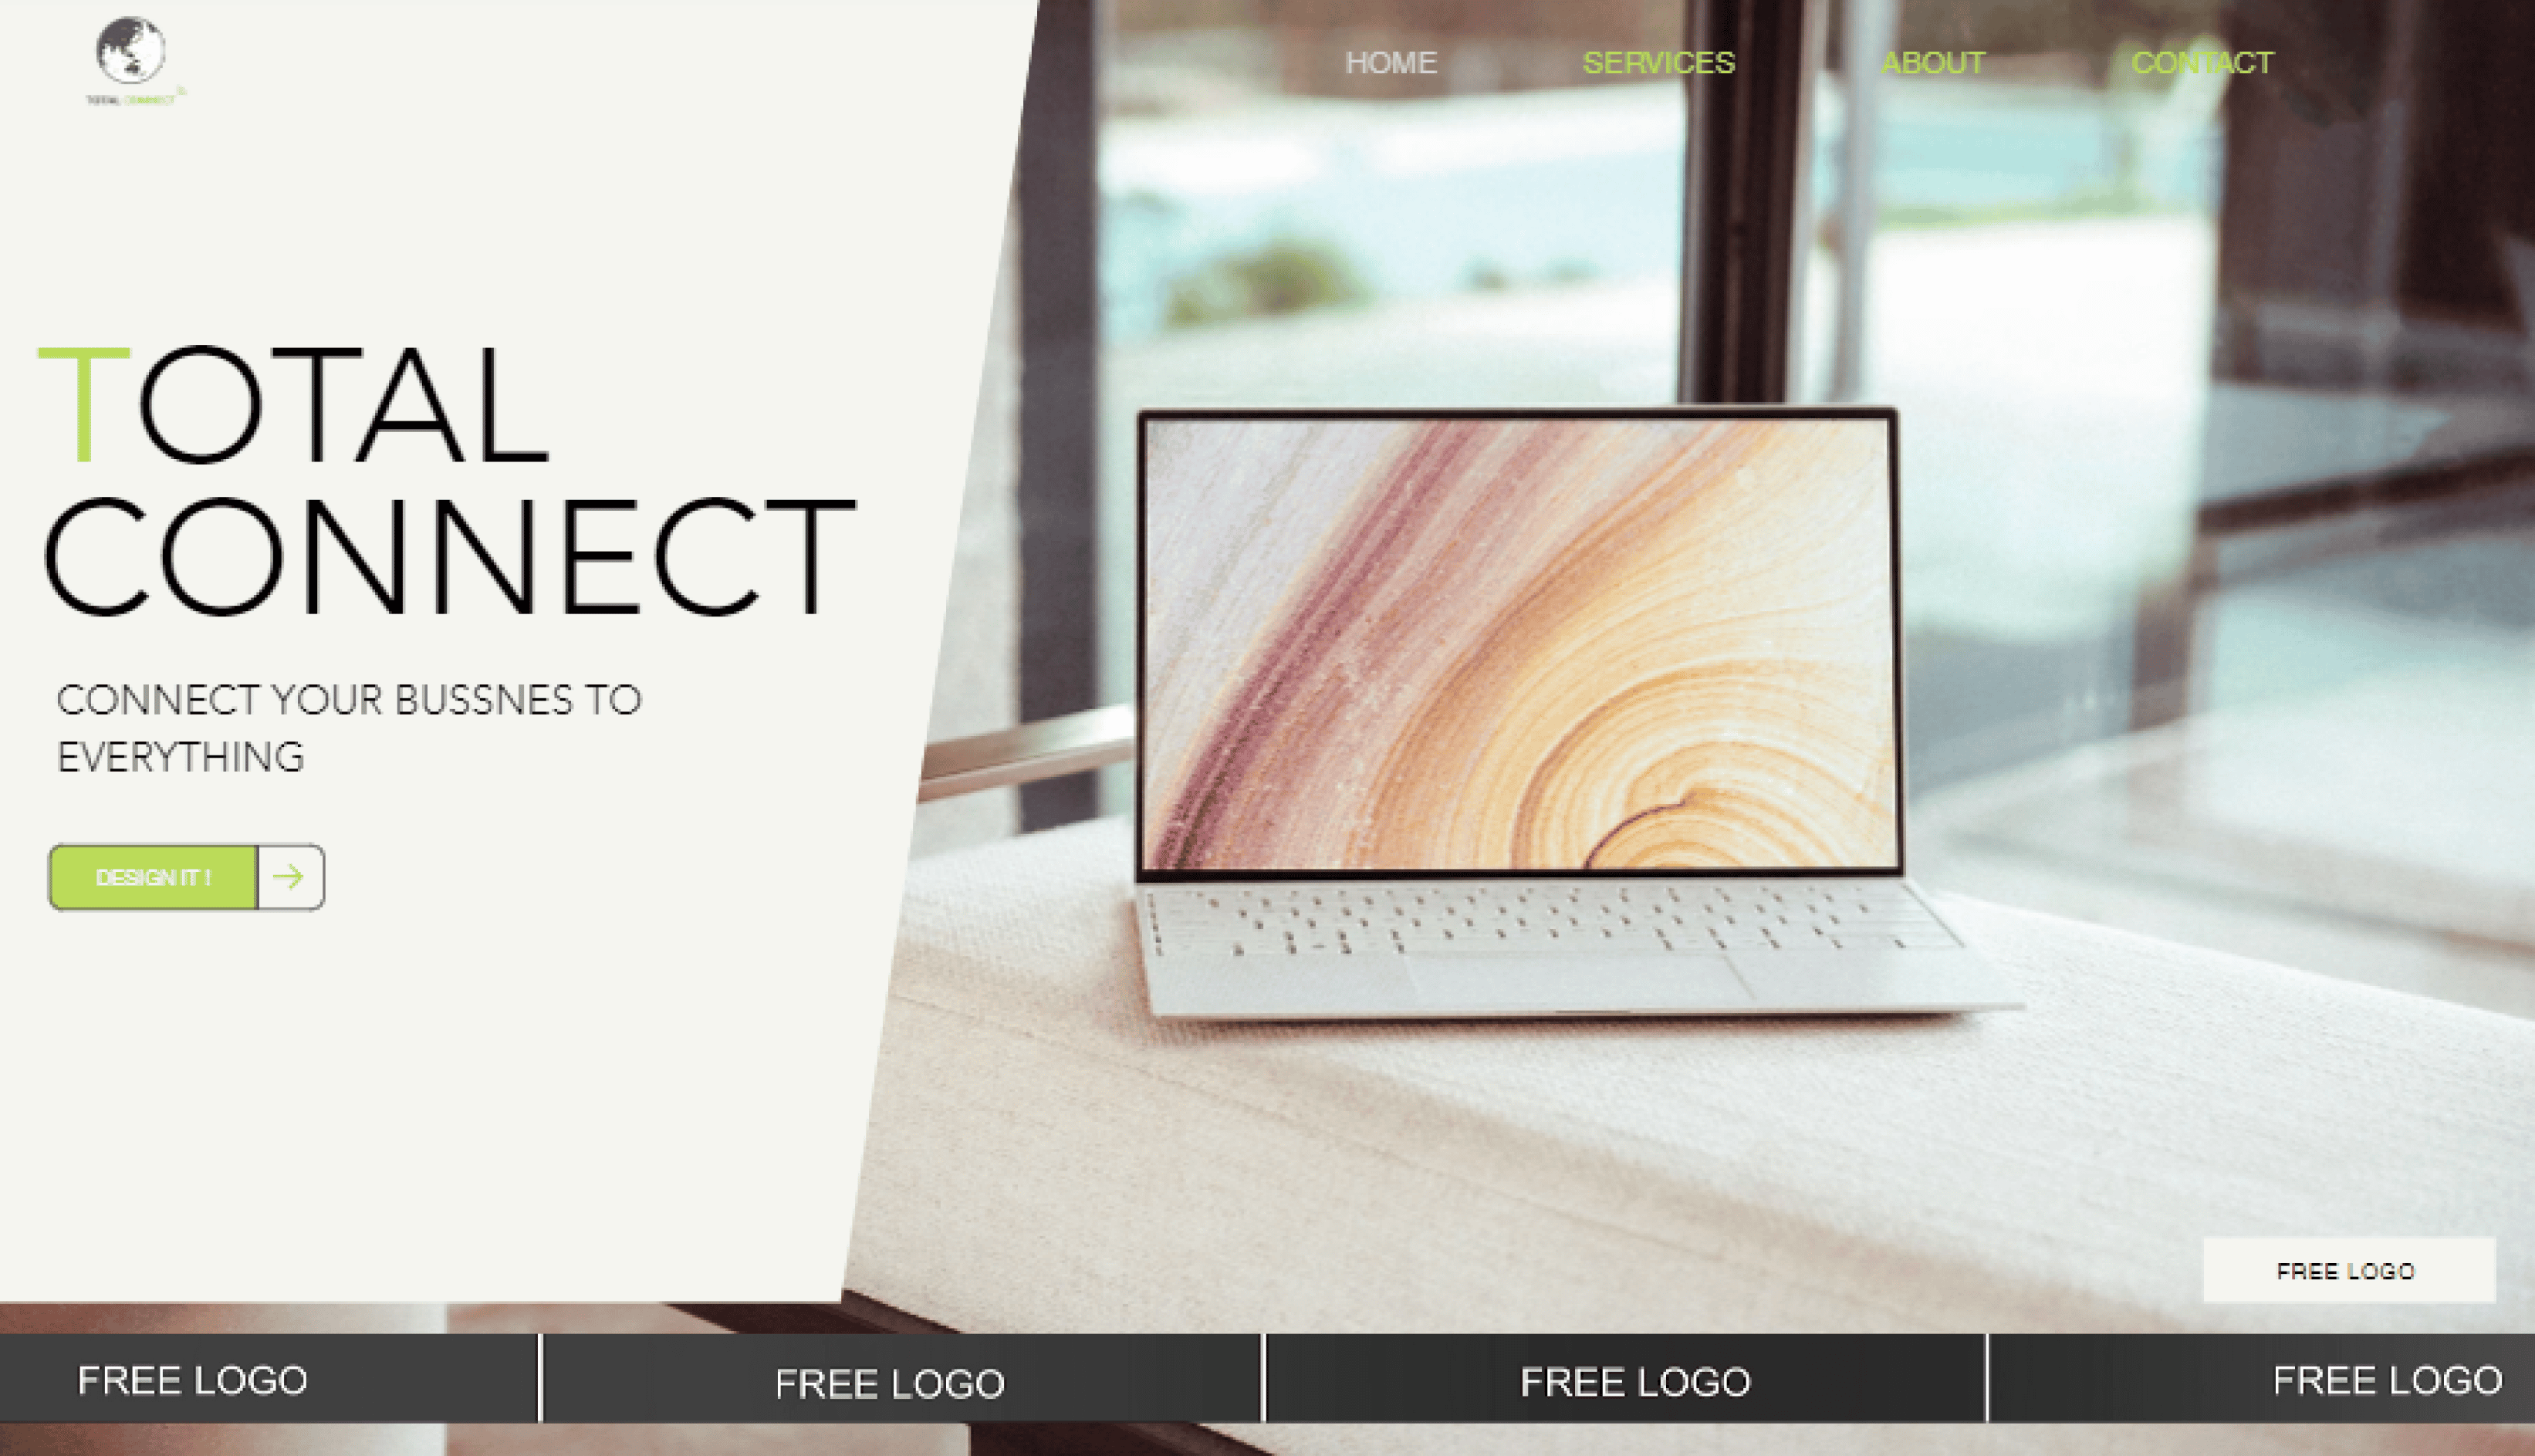 HOME SERVICES ABOUT CONTACT
TOTAL CONNECT
TOTAL
CONNECT
CONNECT YOUR BUSSNES TO
EVERYTHING
DESIGN IT !
FREE LOGO
FREE LOGO FREE LOGO FREE LOGO FREE LOGO